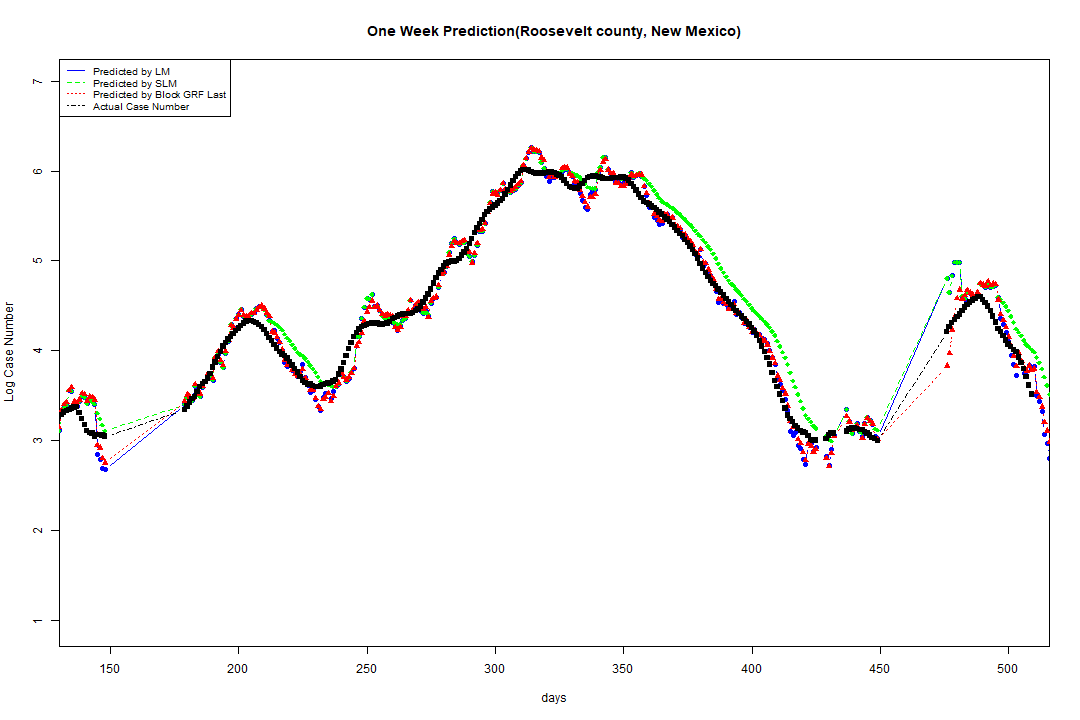 One Week Prediction(Roosevelt county, New Mexico)
Predicted by LM
Predicted by SLM
Predicted by Block GRF Last
Actual Case Number
Log Case Number
7
6
5
4
3
2
1
150 200 250 300 350 400 450 500
days